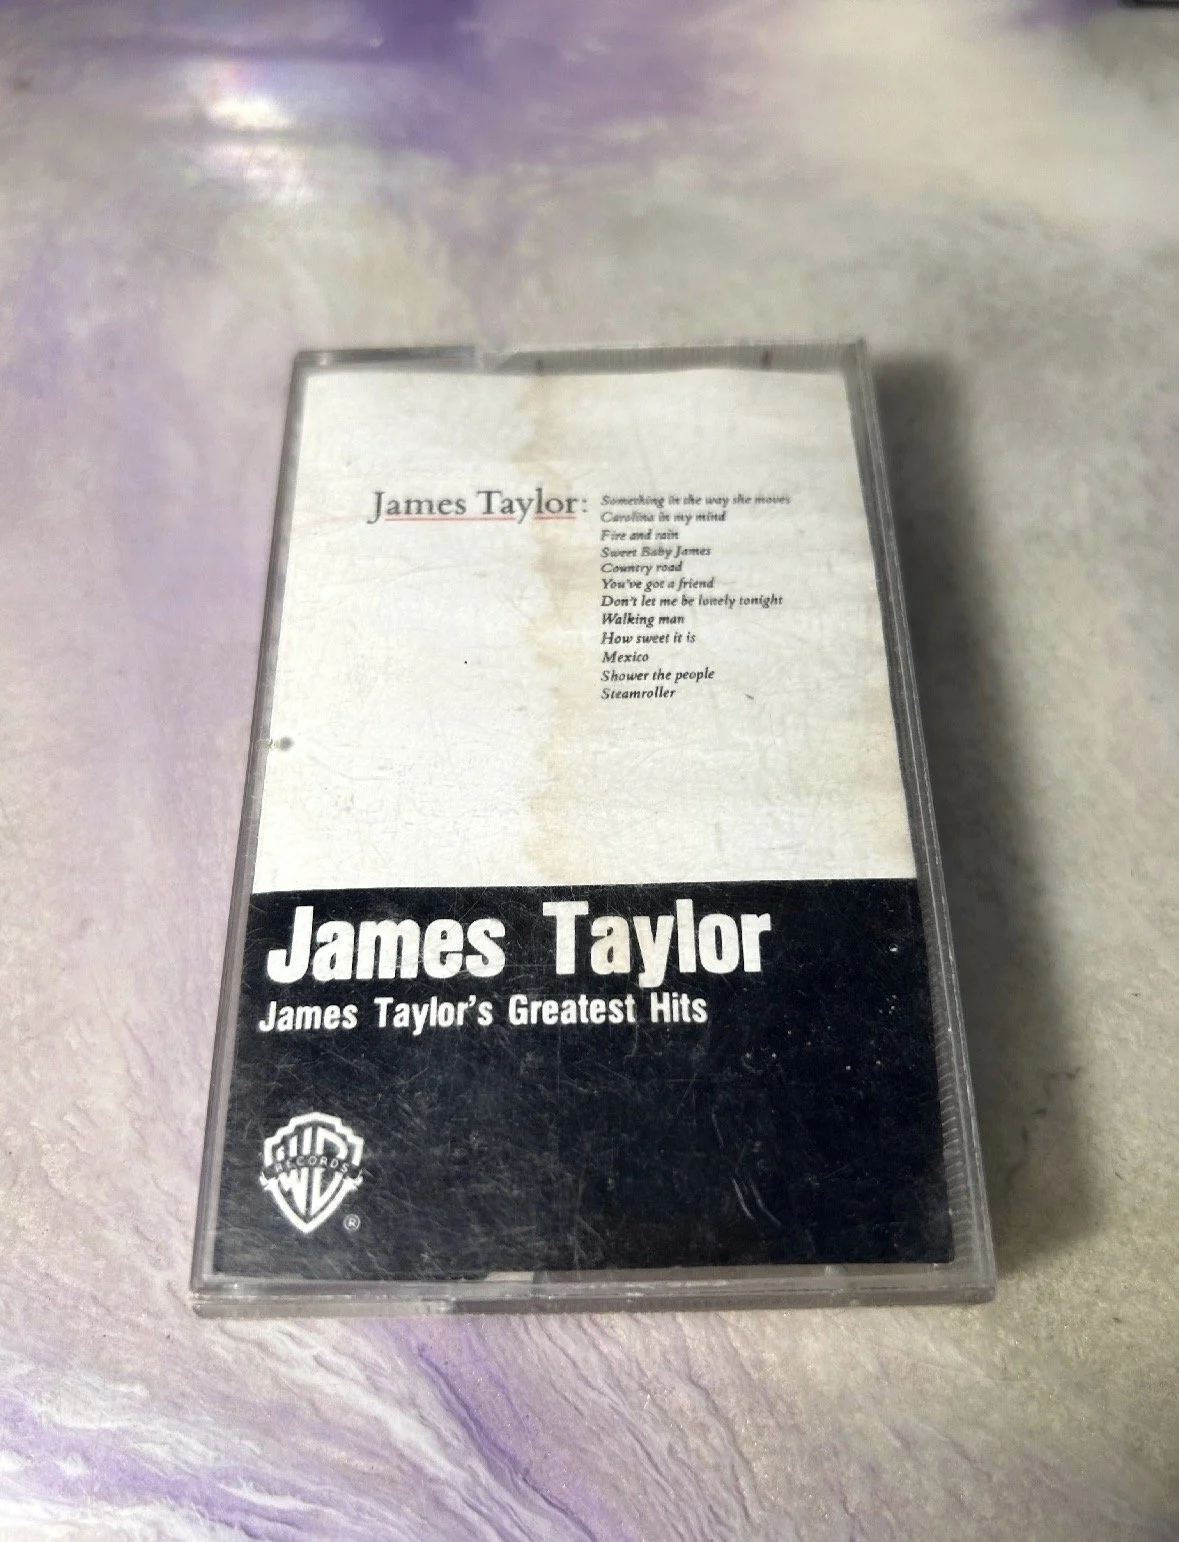 James Taylor:
Something in the way she moves
Carolina in my mind
Fire and rain
Sweet Baby James
Country road
You've got a friend
Don't let me be lonely tonight
Walking man
How sweet it is
Mexico
Shower the people
Steamroller
James Taylor
James Taylor's Greatest Hits
W
RECORDS
®